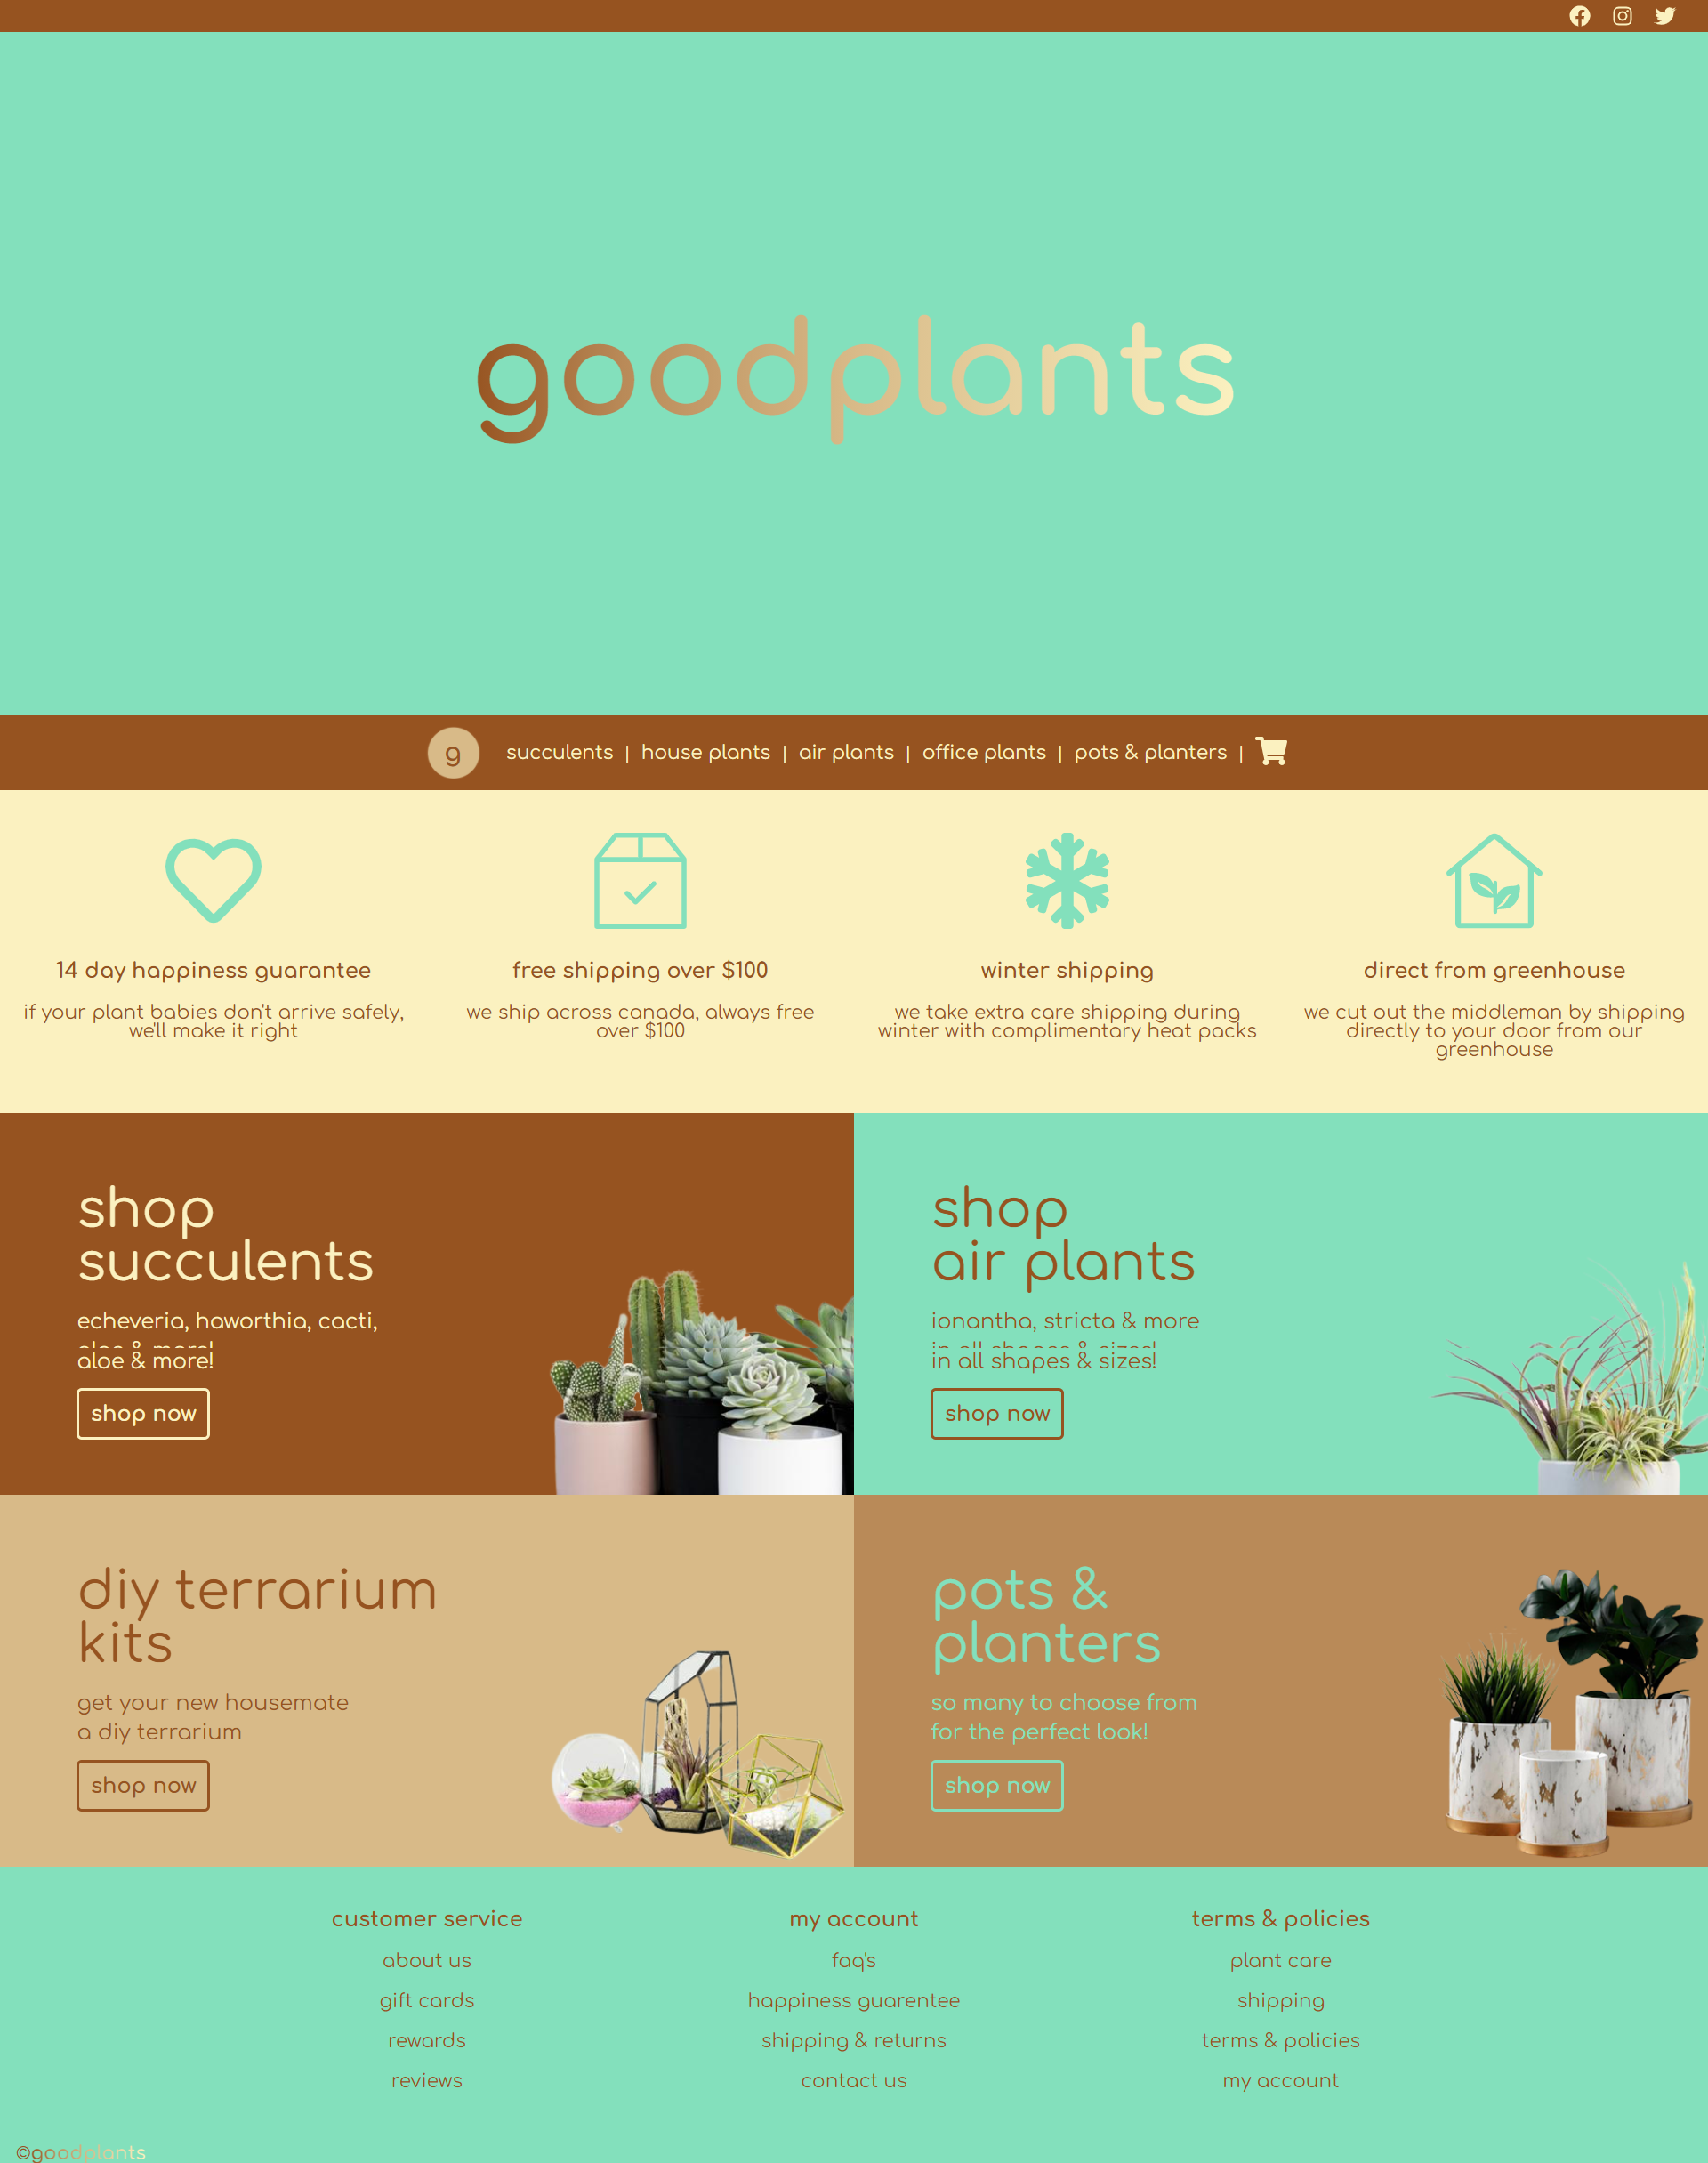 goodplants
g succulents | house plants | air plants | office plants | pots & planters |
14 day happiness guarantee
if your plant babies don't arrive safely,
we'll make it right
free shipping over $100
we ship across canada, always free
over $100
winter shipping
we take extra care shipping during
winter with complimentary heat packs
direct from greenhouse
we cut out the middleman by shipping
directly to your door from our
greenhouse
shop
succulents
echeveria, haworthia, cacti,
aloe & more!
shop now
shop
air plants
ionantha, stricta & more
in all shapes & sizes!
shop now
diy terrarium
kits
get your new housemate
a diy terrarium
shop now
pots &
planters
so many to choose from
for the perfect look!
shop now
customer service
about us
gift cards
rewards
reviews
my account
faq's
happiness guarentee
shipping & returns
contact us
terms & policies
plant care
shipping
terms & policies
my account
©goodplants